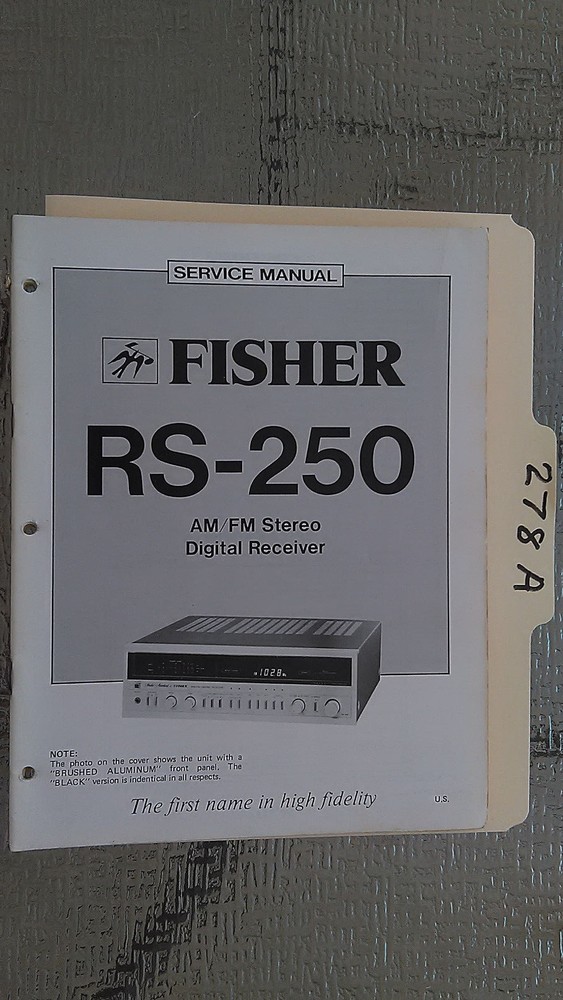 SERVICE MANUAL
FISHER
RS-250
AM/FM Stereo
Digital Receiver
1028
NOTE:
The photo on the cover shows the unit with a
"BRUSHED ALUMINUM" front panel. The
"BLACK" version is indentical in all respects.
The first name in high fidelity
U.S.
278A